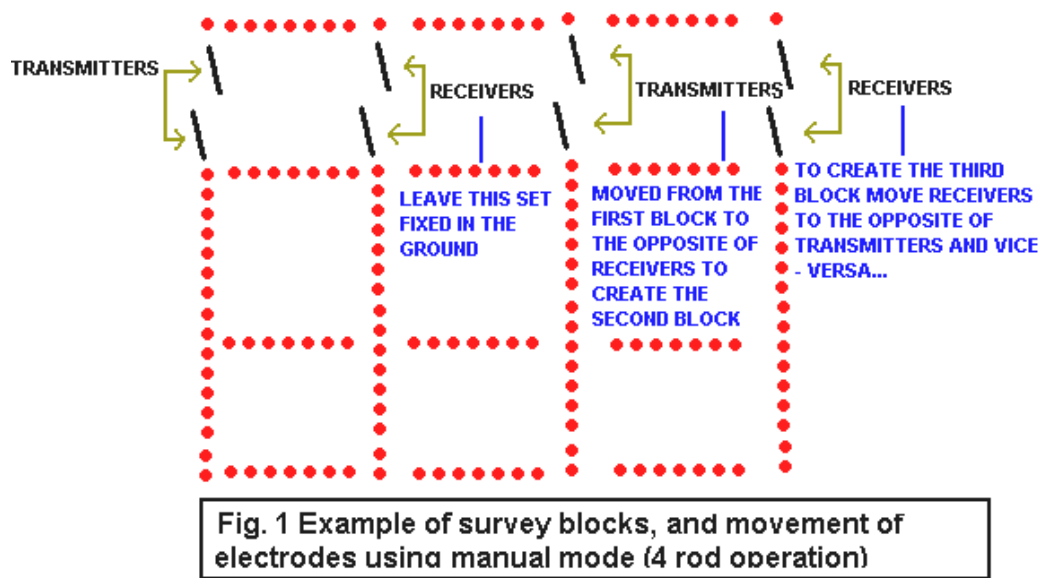 TRANSMITTERS
RECEIVERS
TRANSMITTERS
RECEIVERS
LEAVE THIS SET
FIXED IN THE
GROUND
MOVED FROM THE
FIRST BLOCK TO
THE OPPOSITE OF
RECEIVERS TO
CREATE THE
SECOND BLOCK
TO CREATE THE THIRD
BLOCK MOVE RECEIVERS
TO THE OPPOSITE OF
TRANSMITTERS AND VICE
- VERSA...
Fig. 1 Example of survey blocks, and movement of
electrodes using manual mode (4 rod operation)